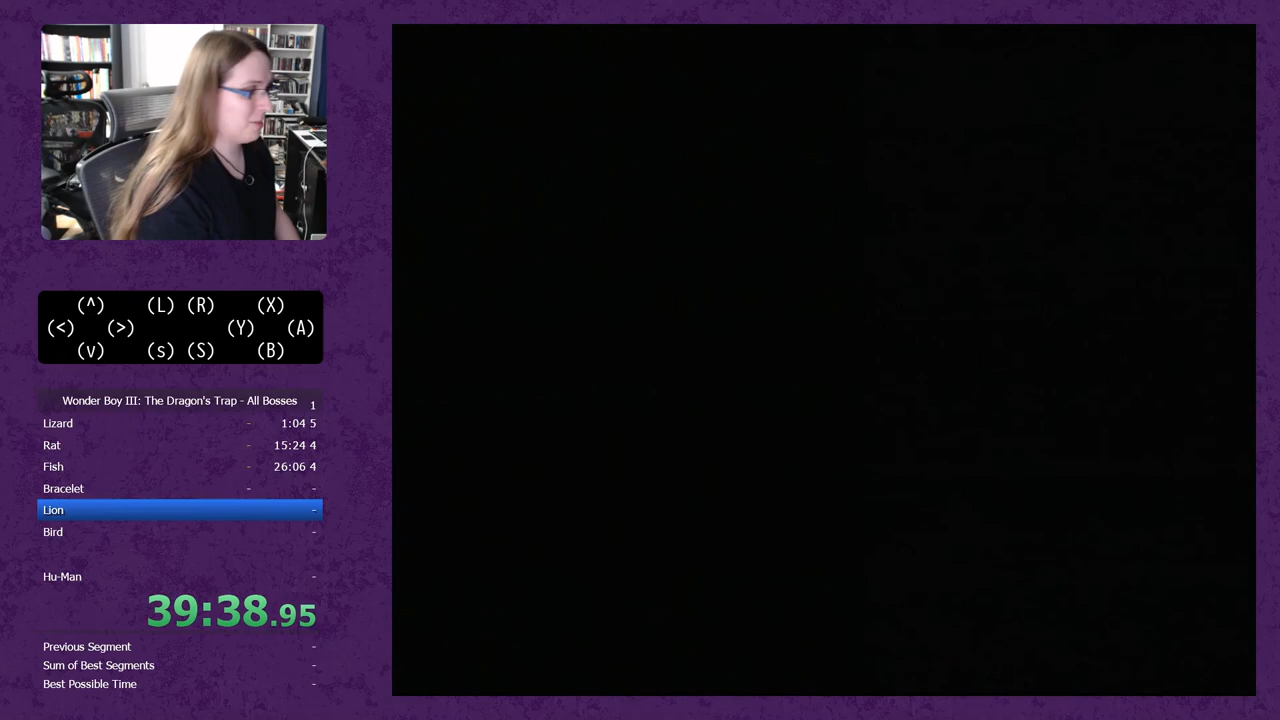 (^) (L) (R) (X)
(<) (>) (Y) (A)
(v) (s) (S) (B)
Wonder Boy III: The Dragon's Trap - All Bosses
1
Lizard - 1:04 5
Rat - 15:24 4
Fish - 26:06 4
Bracelet - -
Lion -
Bird -
Hu-Man -
39:38.95
Previous Segment -
Sum of Best Segments -
Best Possible Time -